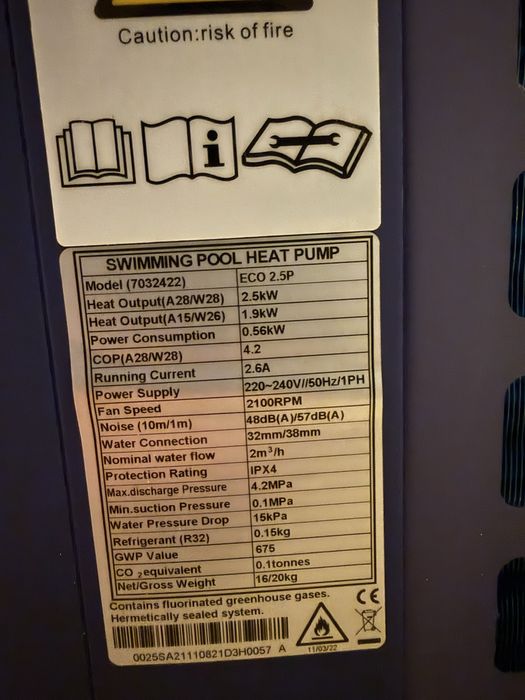 Caution:risk of fire
i
SWIMMING POOL HEAT PUMP
Model (7032422) ECO 2.5P
Heat Output(A28/W28) 2.5kW
Heat Output(A15/W26) 1.9kW
Power Consumption 0.56kW
COP(A28/W28) 4.2
Running Current 2.6A
Power Supply 220~240V//50Hz/1PH
Fan Speed 2100RPM
Noise (10m/1m) 48dB(A)/57dB(A)
Water Connection 32mm/38mm
Nominal water flow 2m³/h
Protection Rating IPX4
Max.discharge Pressure 4.2MPa
Min.suction Pressure 0.1MPa
Water Pressure Drop 15kPa
Refrigerant (R32) 0.15kg
GWP Value 675
CO₂equivalent 0.1tonnes
Net/Gross Weight 16/20kg
Contains fluorinated greenhouse gases.
Hermetically sealed system.
CE
0025SA21110821D3H0057 A
11/03/22